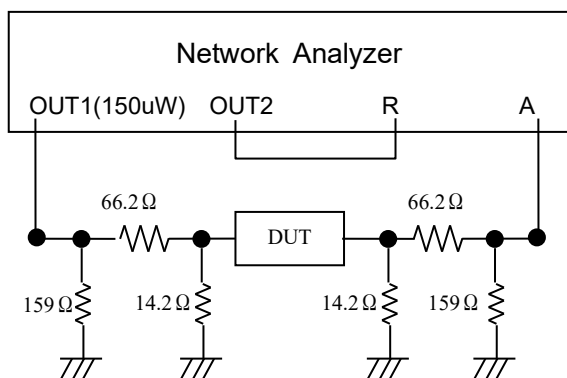 Network Analyzer
OUT1(150uW) OUT2 R A
66.2Ω 66.2Ω
DUT
159Ω 14.2Ω 14.2Ω 159Ω